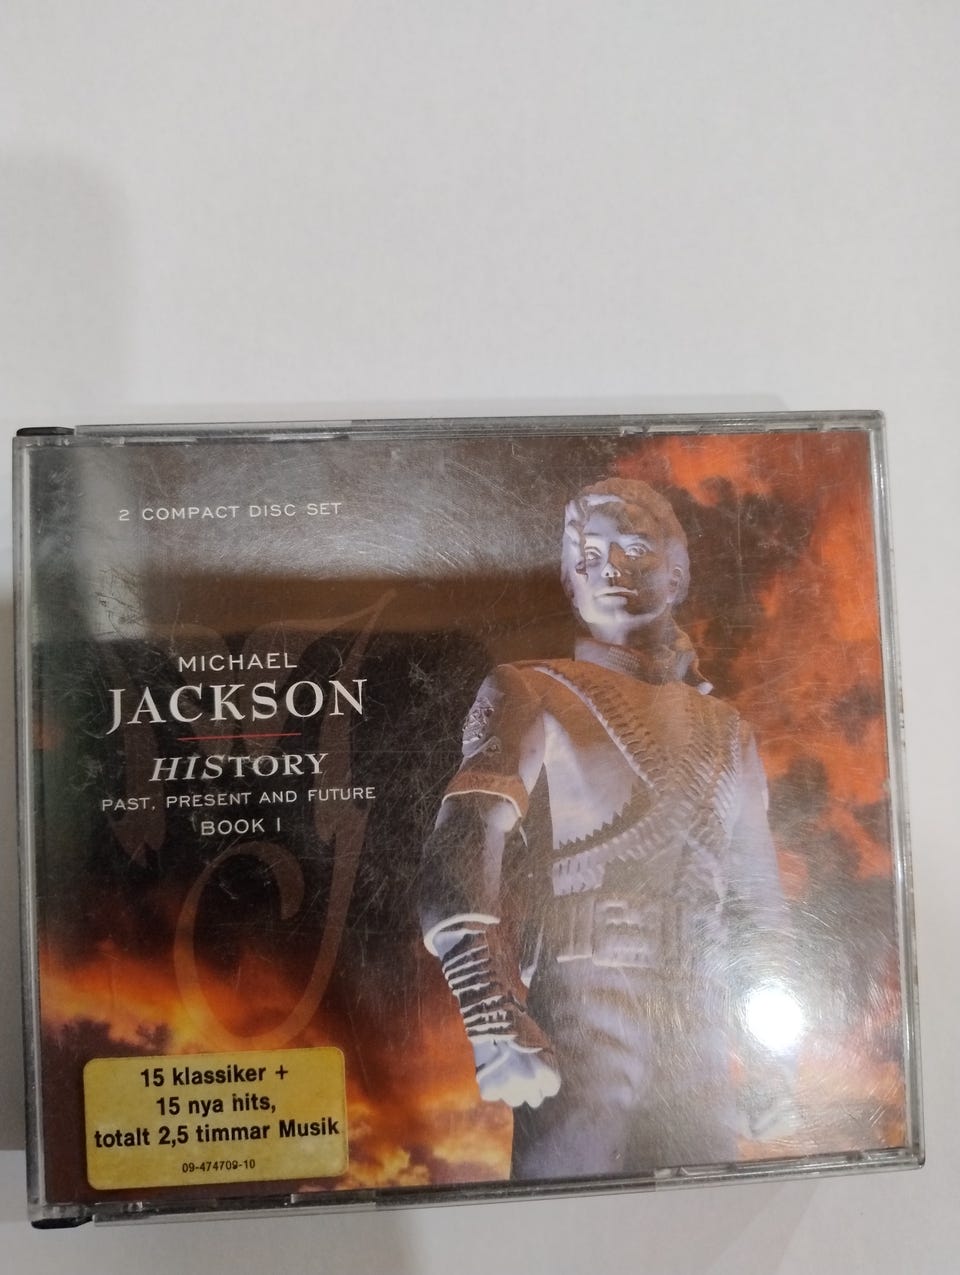 2 COMPACT DISC SET
MICHAEL
JACKSON
HISTORY
PAST, PRESENT AND FUTURE
BOOK I
15 klassiker +
15 nya hits,
totalt 2,5 timmar Musik
09-474709-10